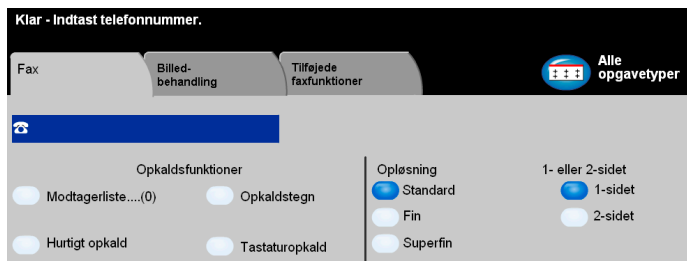 Klar - Indtast telefonnummer.
Fax
Billed-
behandling
Tilføjede
faxfunktioner
Alle
opgavetyper
Opkaldsfunktioner
Modtagerliste....(0)
Opkaldstegn
Hurtigt opkald
Tastaturopkald
Opløsning
Standard
Fin
Superfin
1- eller 2-sidet
1-sidet
2-sidet